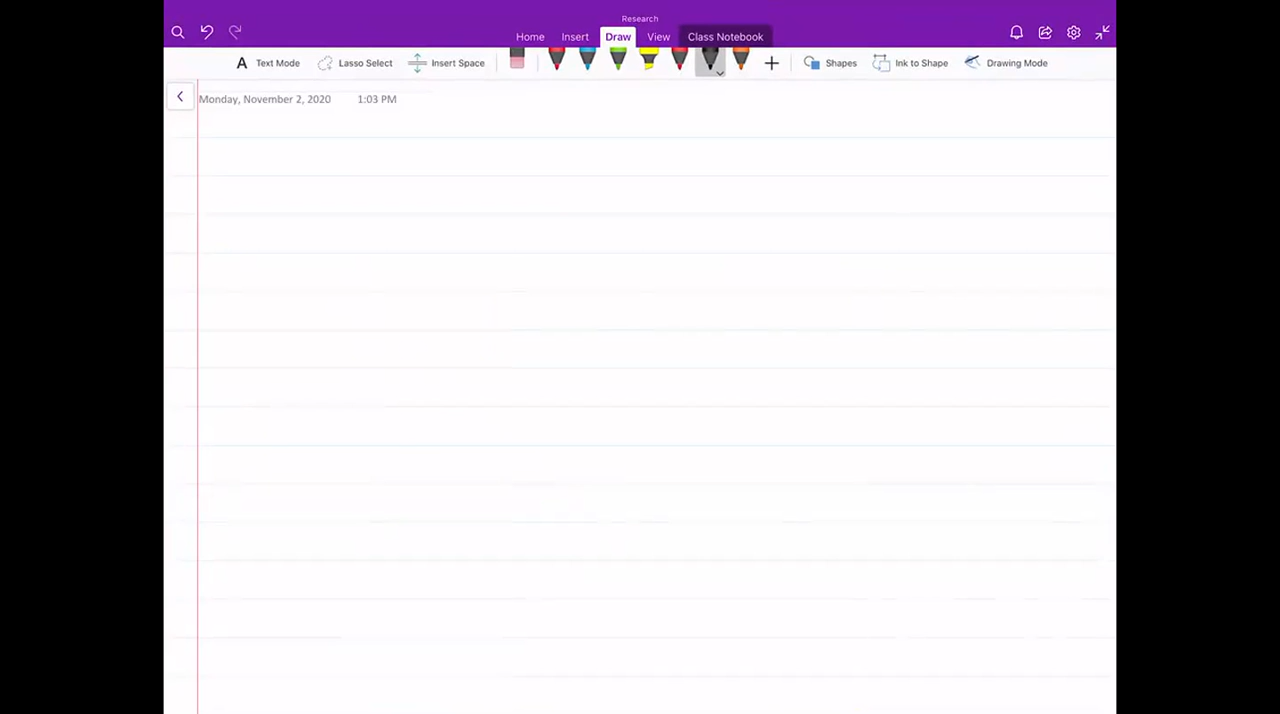 Research
Home Insert Draw View Class Notebook
A Text Mode Lasso Select Insert Space Shapes Ink to Shape Drawing Mode
Monday, November 2, 2020 1:03 PM